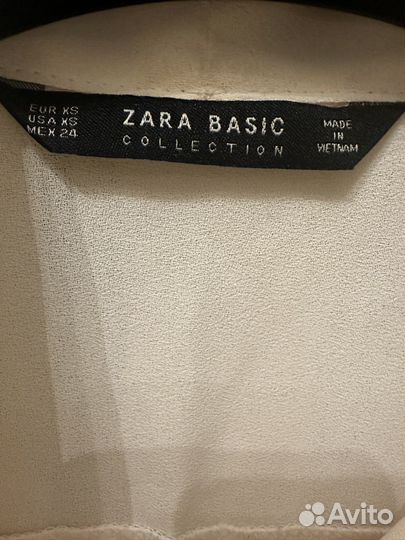 EUR XS
USA XS
MEX 24
ZARA BASIC
COLLECTION
MADE
IN
VIETNAM
Avito